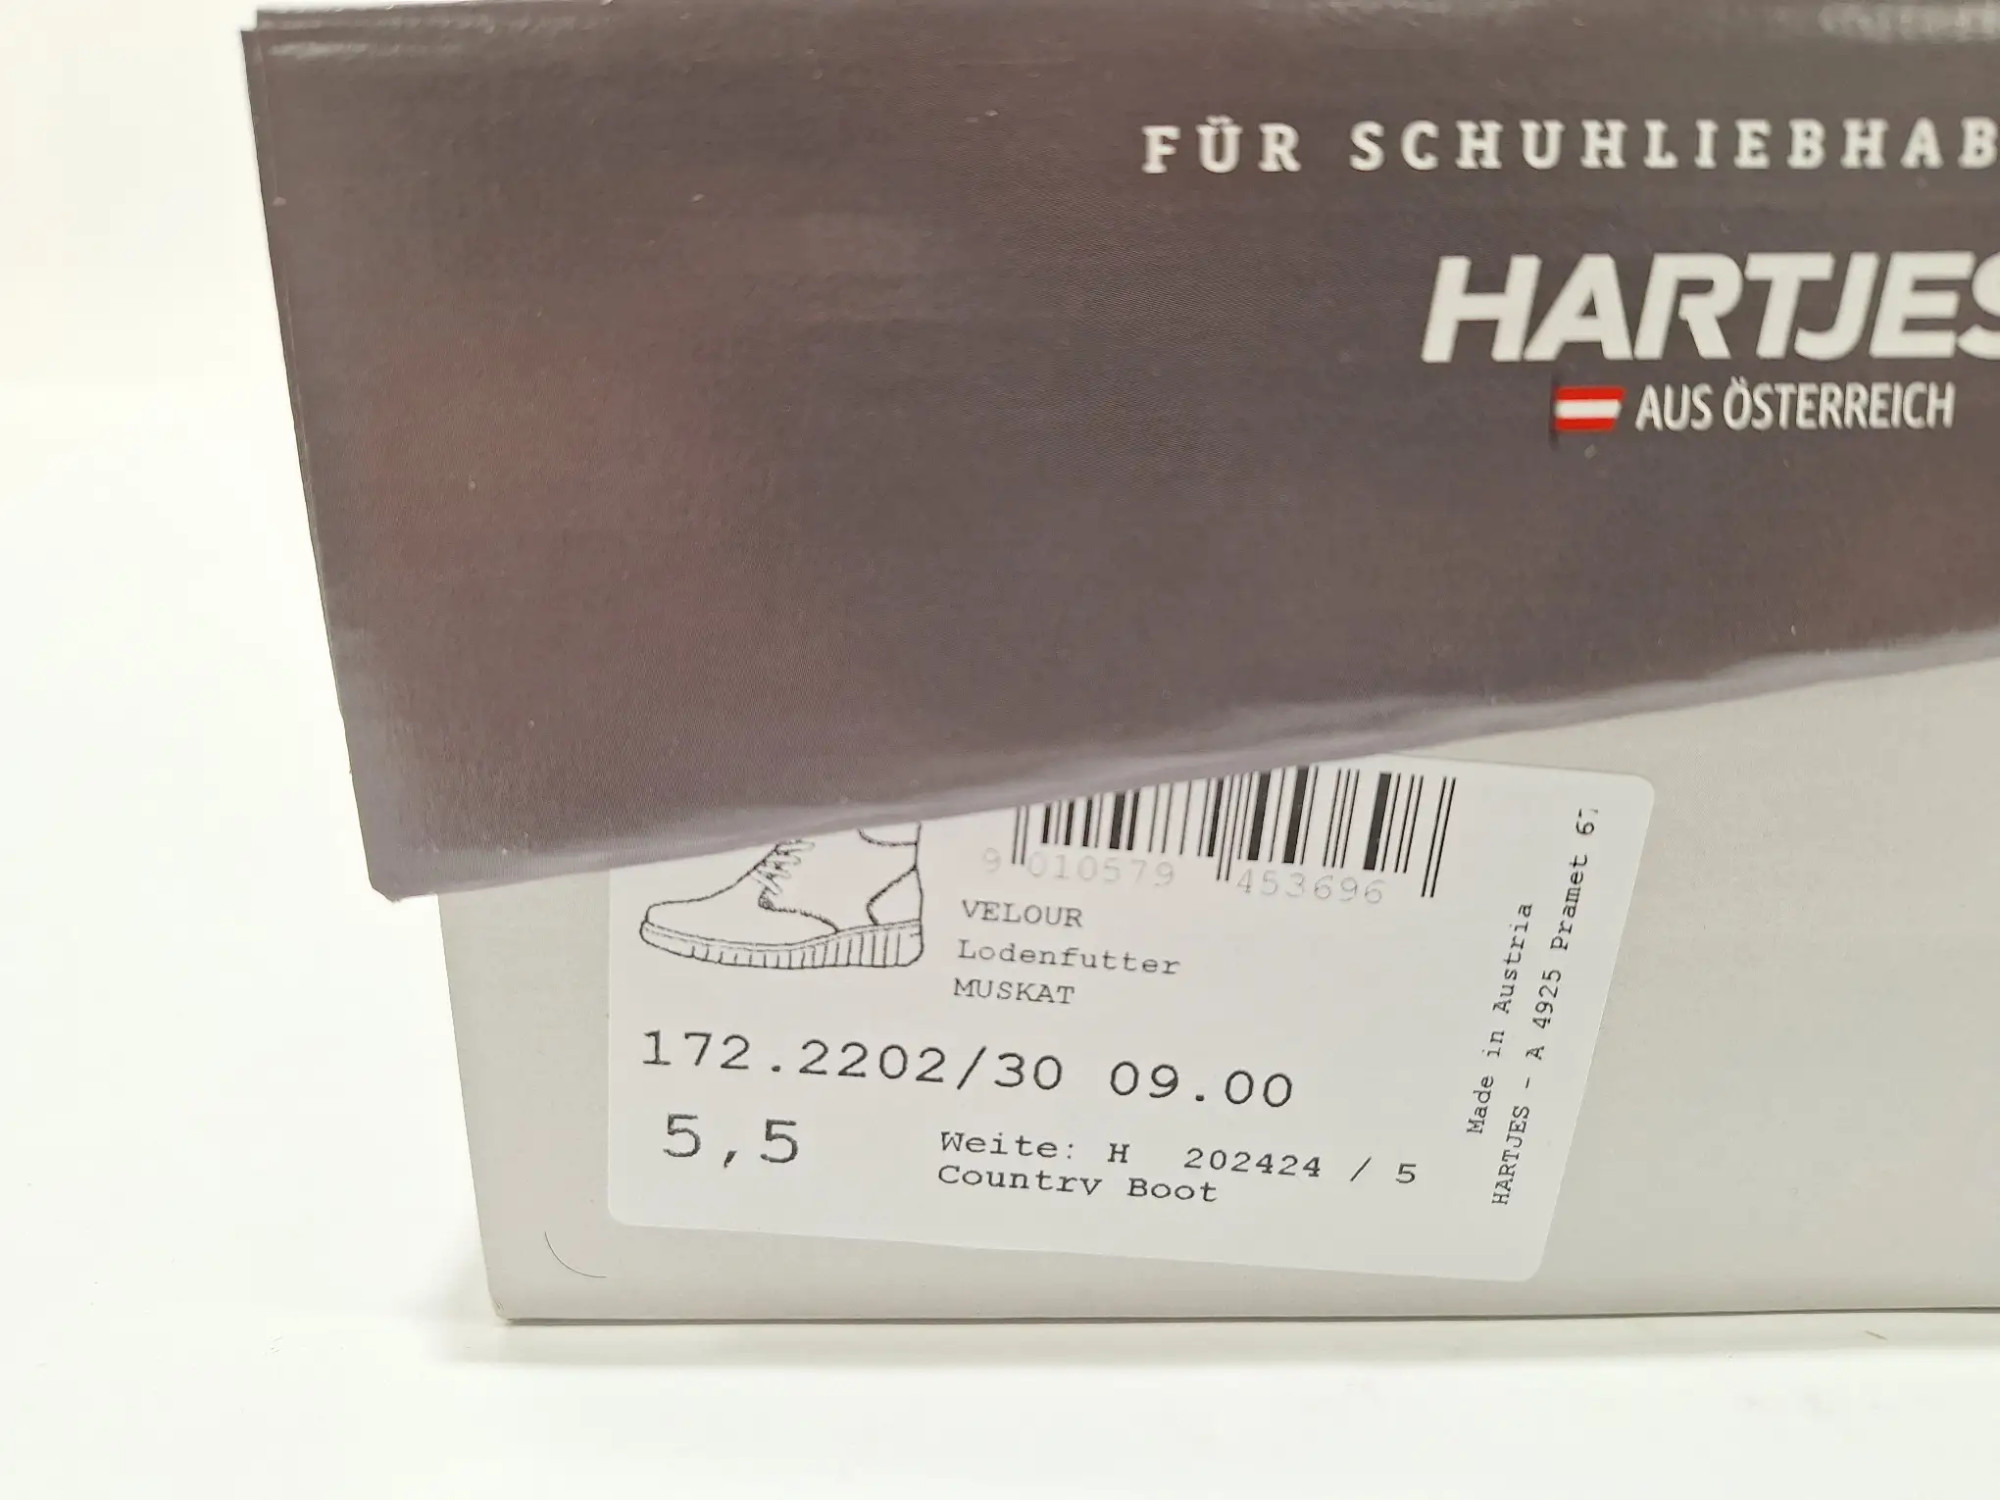 FÜR SCHUHLIEBHAB
HARTJES
AUS ÖSTERREICH
9 010579 453696
VELOUR
Lodenfutter
MUSKAT
172.2202/30 09.00
5,5
Weite: H 202424 / 5
Country Boot
Made in Austria
HARTJES - A 4925 Pramet 67